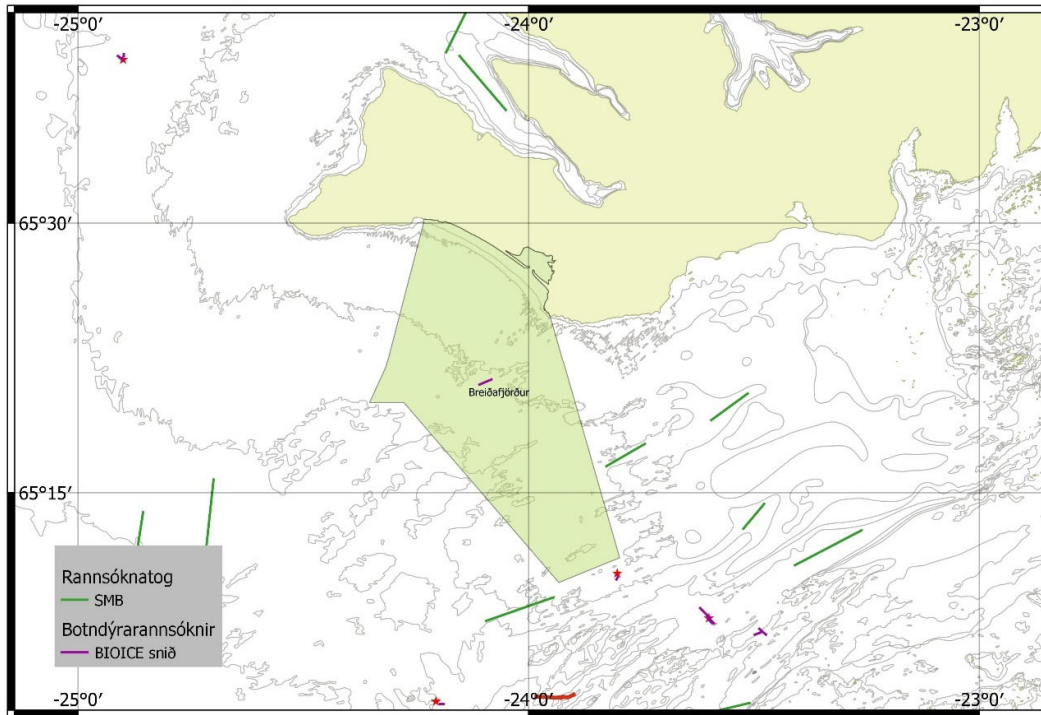 -25°0′ -24°0′ -23°0′
65°30′
Breiðafjörður
65°15′
Rannsóknatog
SMB
Botndýrarannsóknir
BIOICE snið
-25°0′ -24°0′ -23°0′